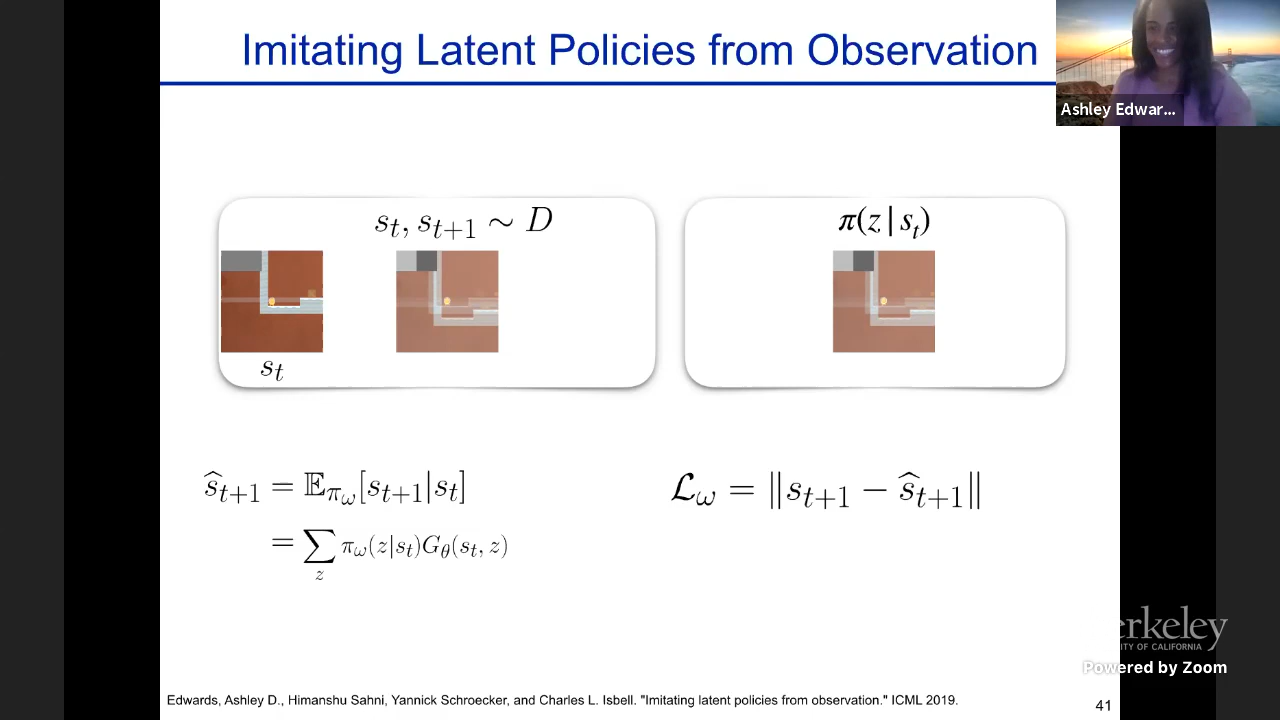 Imitating Latent Policies from Observation
Ashley Edwar...
s_t, s_{t+1} ∼ D
π(z|s_t)
s_t
ŝ_{t+1} = 𝔼_{π_ω}[s_{t+1}|s_t]
= ∑_z π_ω(z|s_t)G_θ(s_t, z)
ℒ_ω = ‖s_{t+1} − ŝ_{t+1}‖
erkeley
ITY OF CALIFORNIA
Powered by Zoom
Edwards, Ashley D., Himanshu Sahni, Yannick Schroecker, and Charles L. Isbell. "Imitating latent policies from observation." ICML 2019.
41